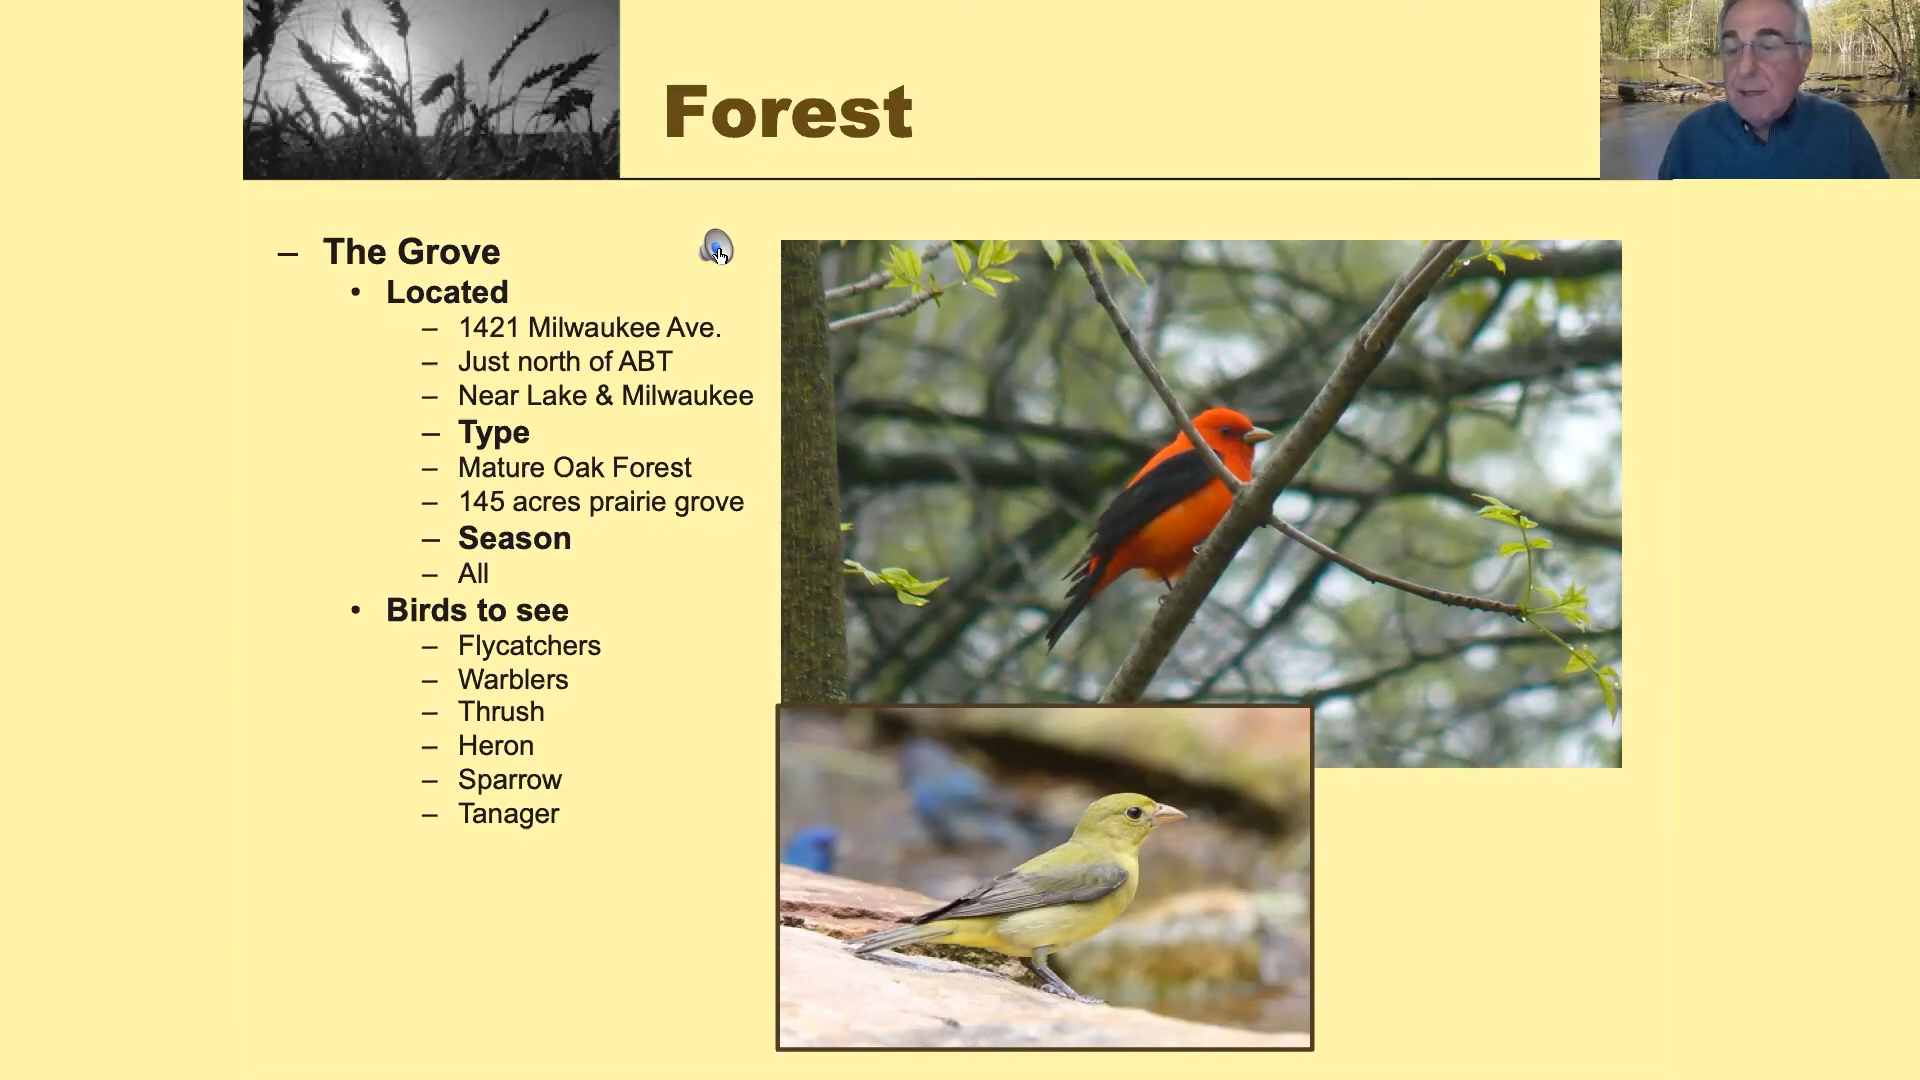 Forest
– The Grove
• Located
– 1421 Milwaukee Ave.
– Just north of ABT
– Near Lake & Milwaukee
– Type
– Mature Oak Forest
– 145 acres prairie grove
– Season
– All
• Birds to see
– Flycatchers
– Warblers
– Thrush
– Heron
– Sparrow
– Tanager